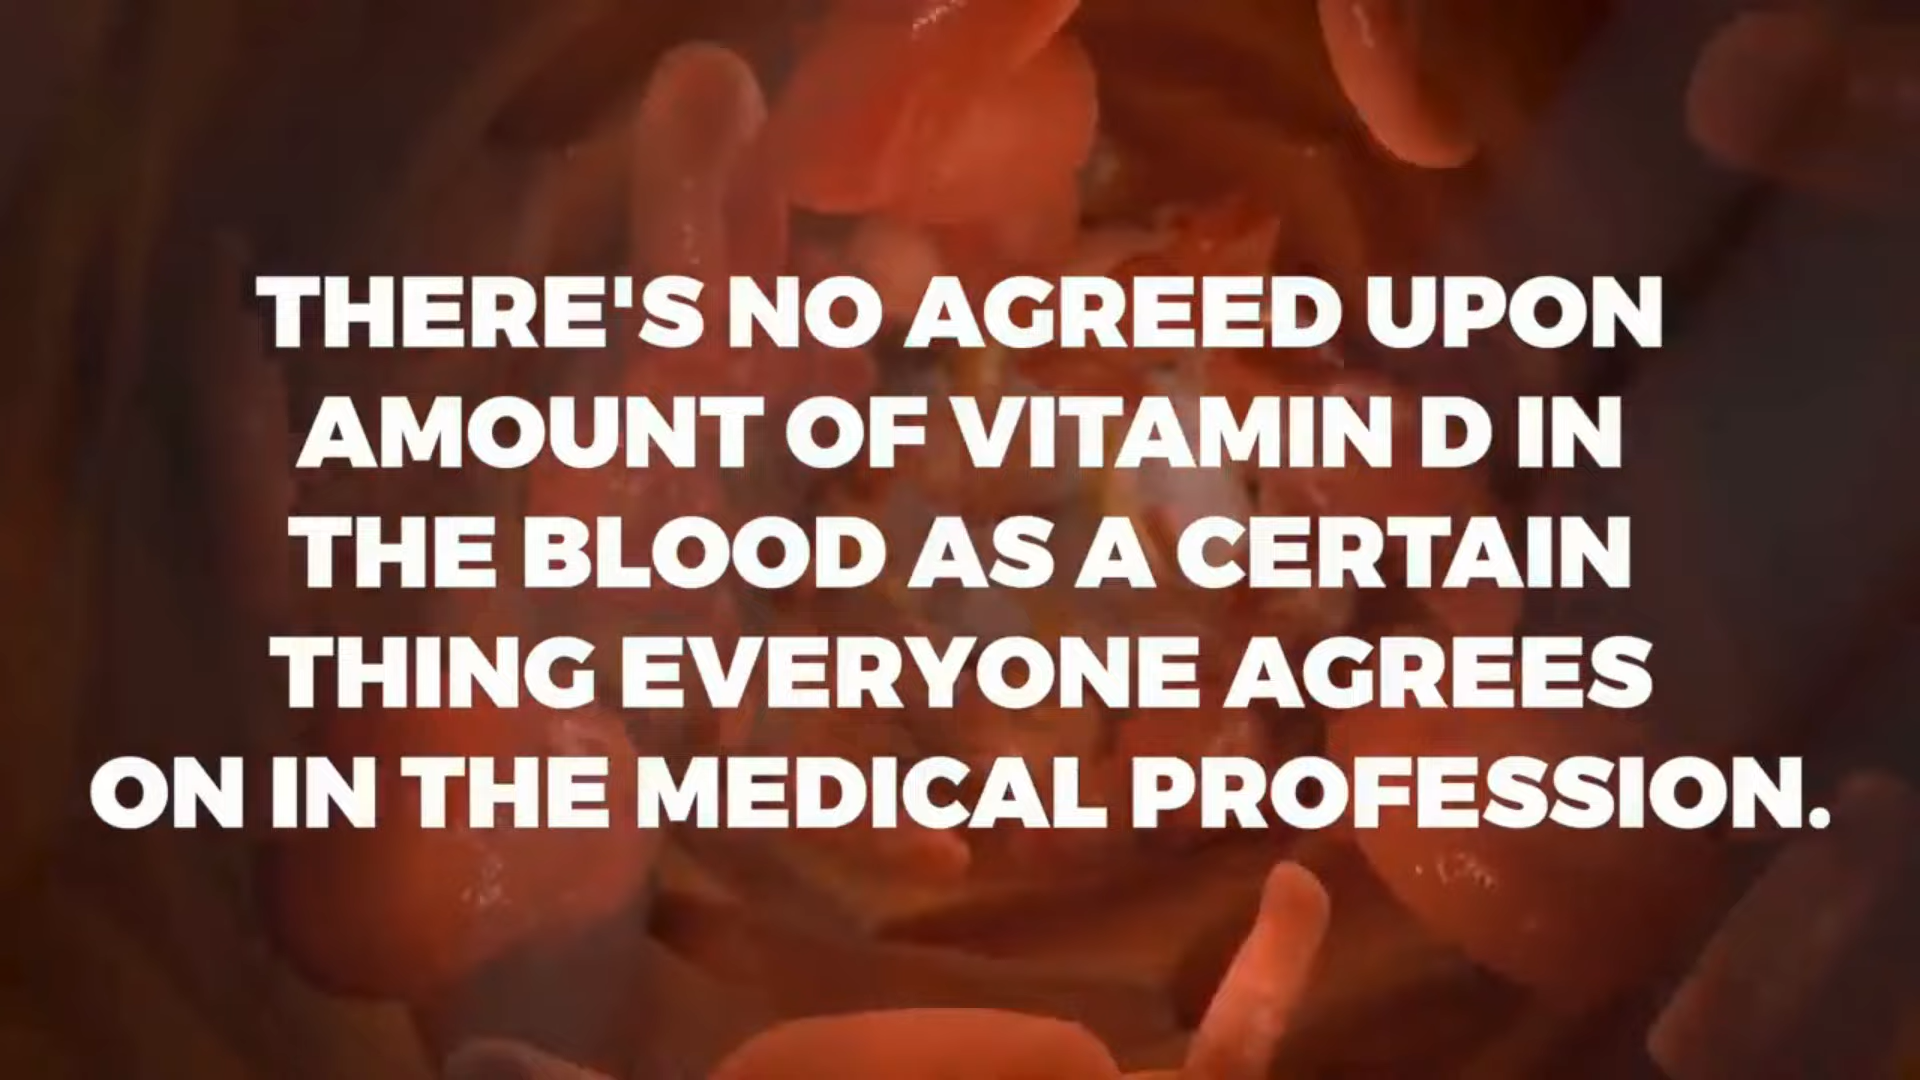 THERE'S NO AGREED UPON
AMOUNT OF VITAMIN D IN
THE BLOOD AS A CERTAIN
THING EVERYONE AGREES
ON IN THE MEDICAL PROFESSION.